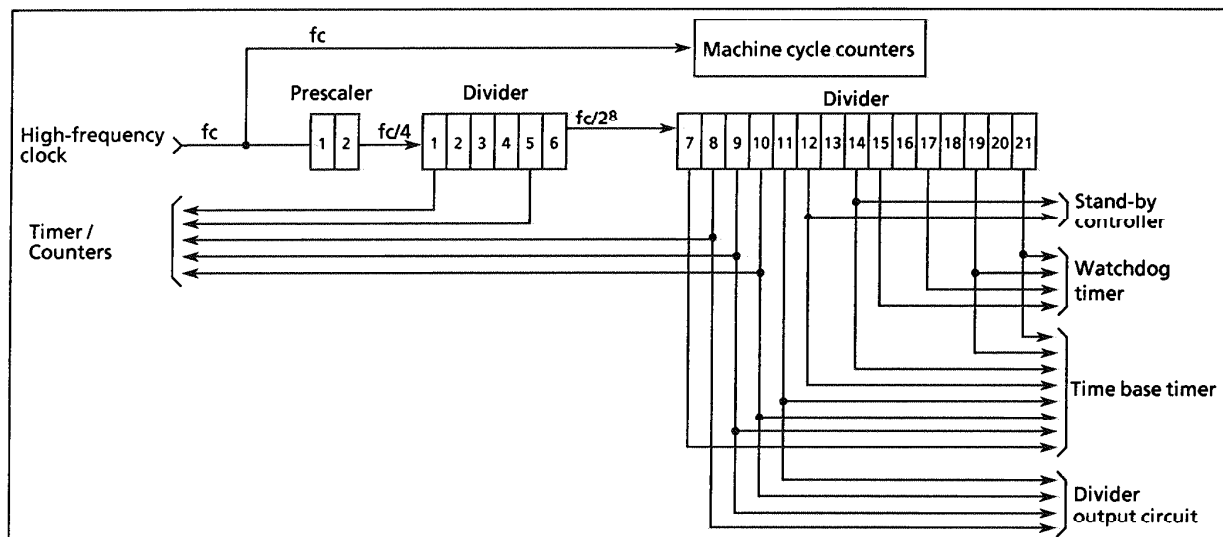 fc
Machine cycle counters
Prescaler
Divider
fc/2⁸
Divider
High-frequency
clock
fc
1 2
fc/4
1 2 3 4 5 6
7 8 9 10 11 12 13 14 15 16 17 18 19 20 21
Timer /
Counters
Stand-by
controller
Watchdog
timer
Time base timer
Divider
output circuit